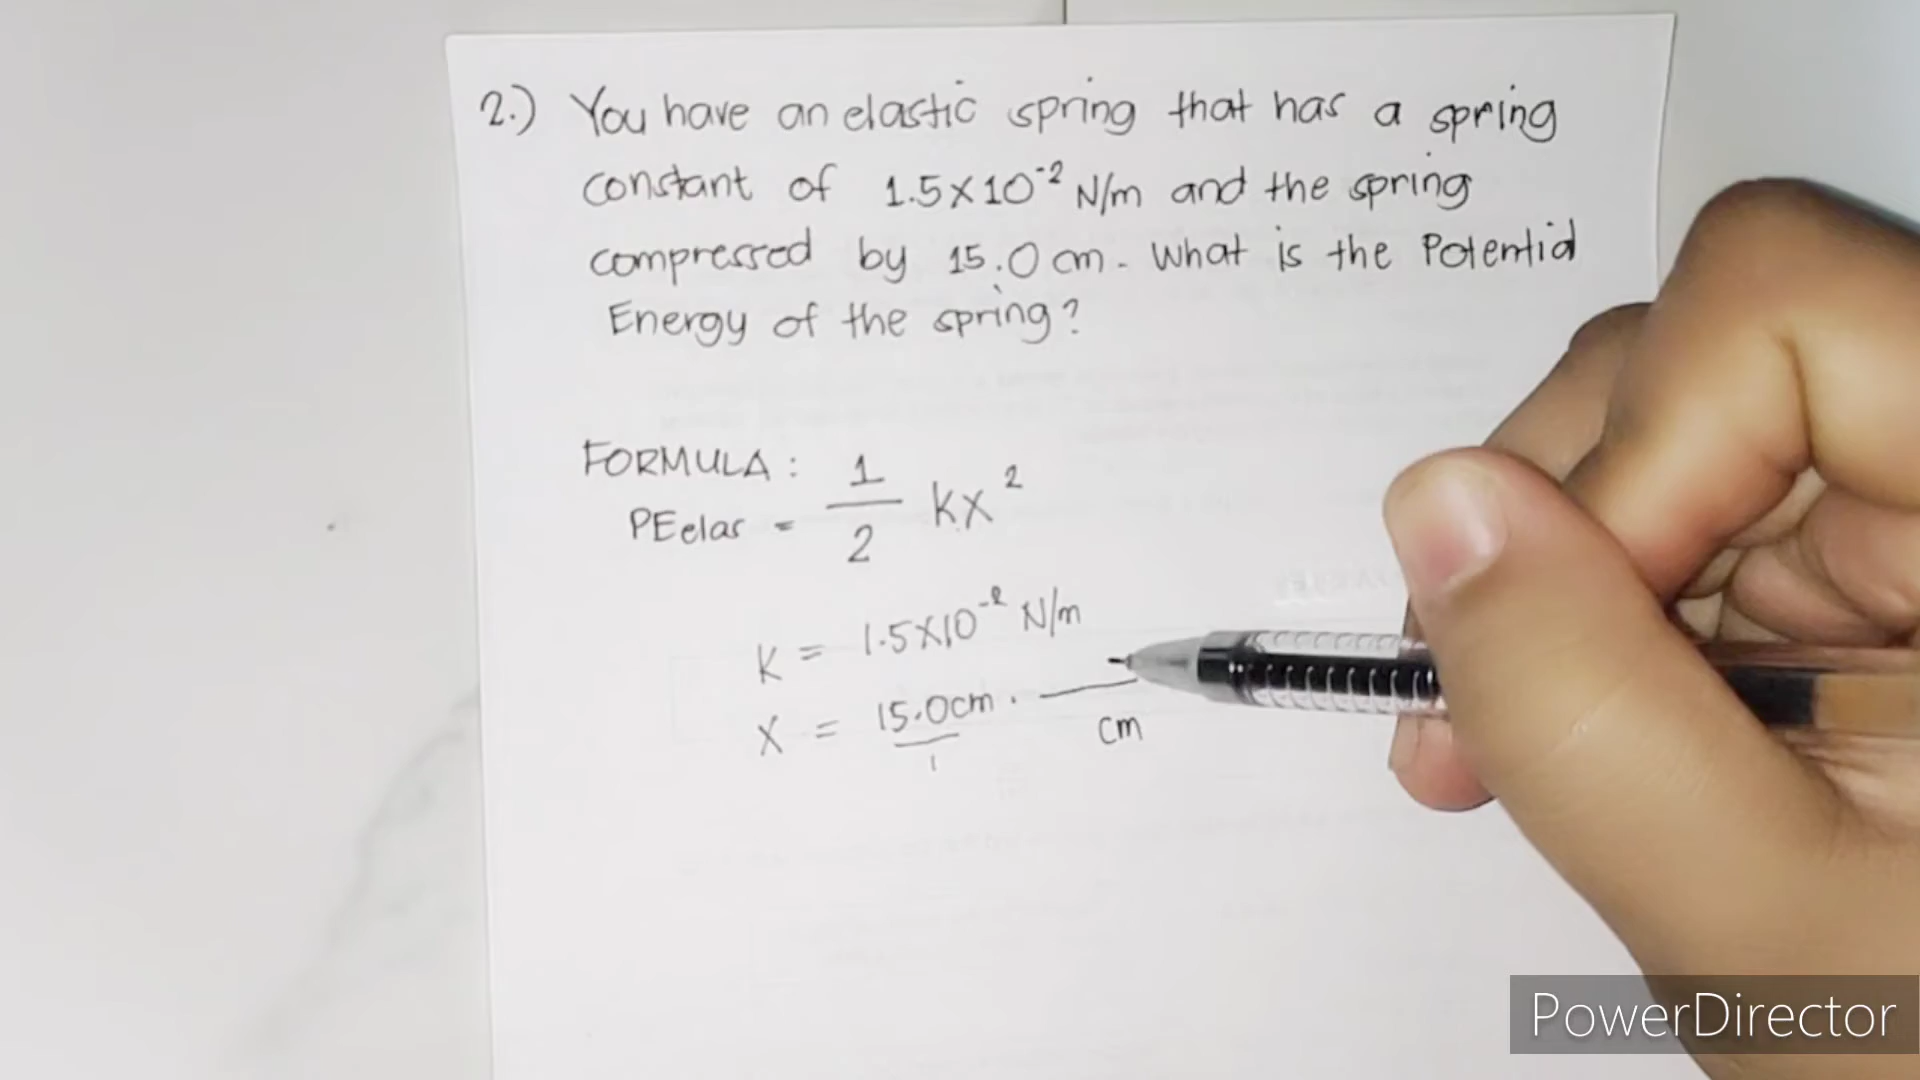 2.) You have an elastic spring that has a spring
constant of 1.5x10⁻² N/m and the spring
compressed by 15.0 cm. What is the Potential
Energy of the spring?
FORMULA :
PEelas = 1/2 kx²
K = 1.5x10⁻² N/m
X = 15.0cm/1 . /cm
PowerDirector